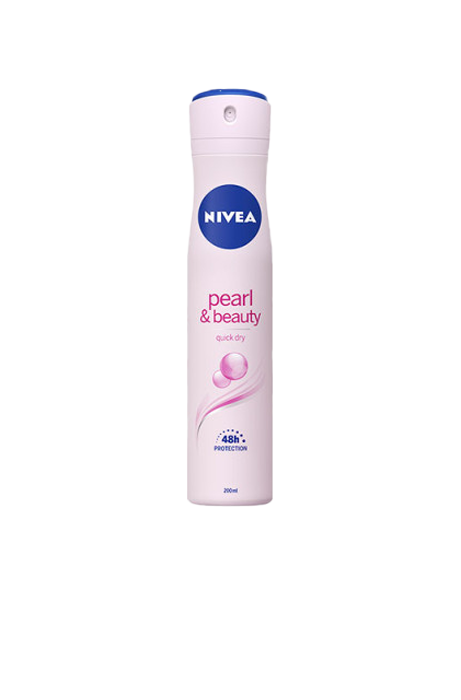 NIVEA
pearl
& beauty
quick dry
48h
PROTECTION
200ml